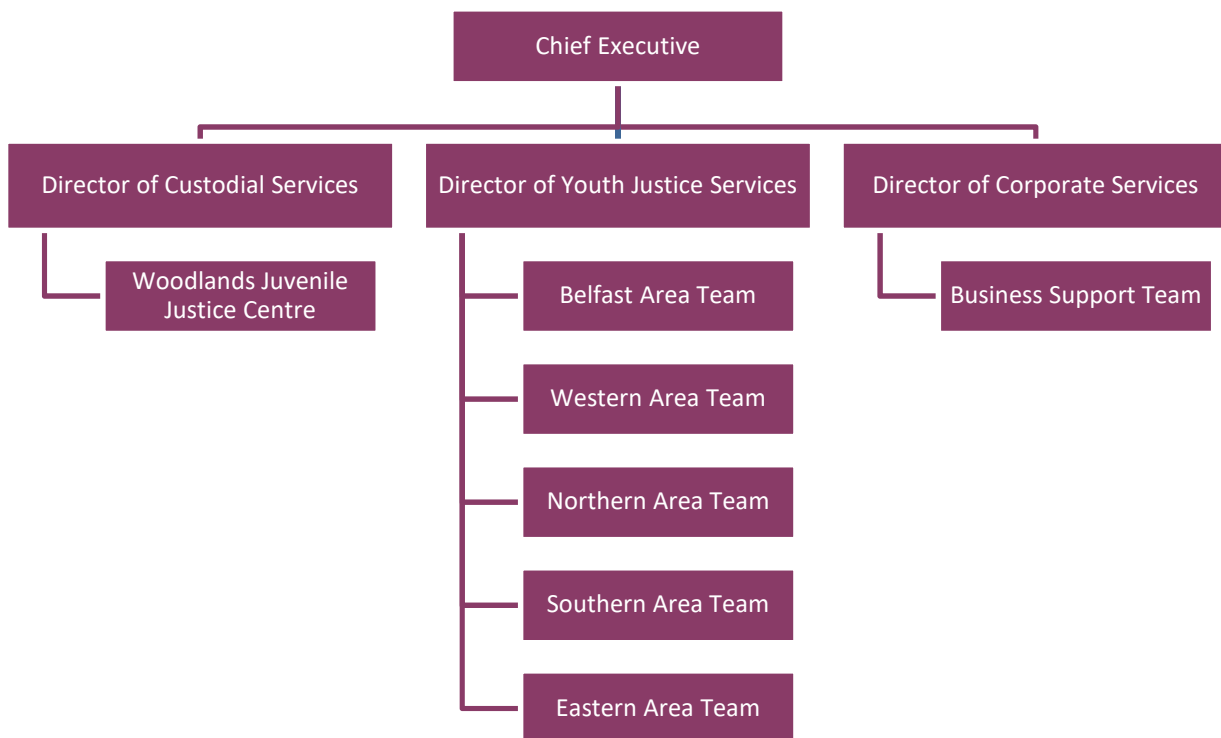 Chief Executive
Director of Custodial Services
Director of Youth Justice Services
Director of Corporate Services
Woodlands Juvenile
Justice Centre
Belfast Area Team
Business Support Team
Western Area Team
Northern Area Team
Southern Area Team
Eastern Area Team